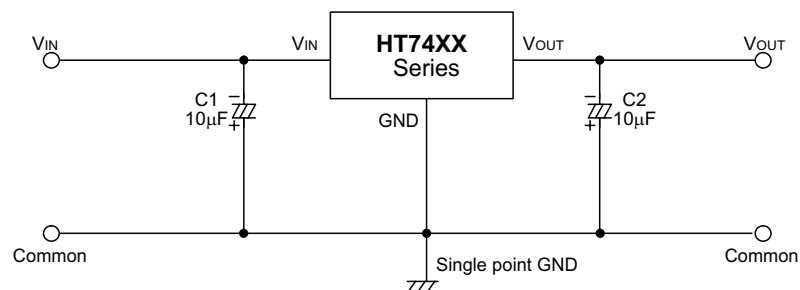 VIN VIN HT74XX VOUT VOUT
Series
− −
C1 C2
10µF 10µF
+ +
GND
Common Common
Single point GND